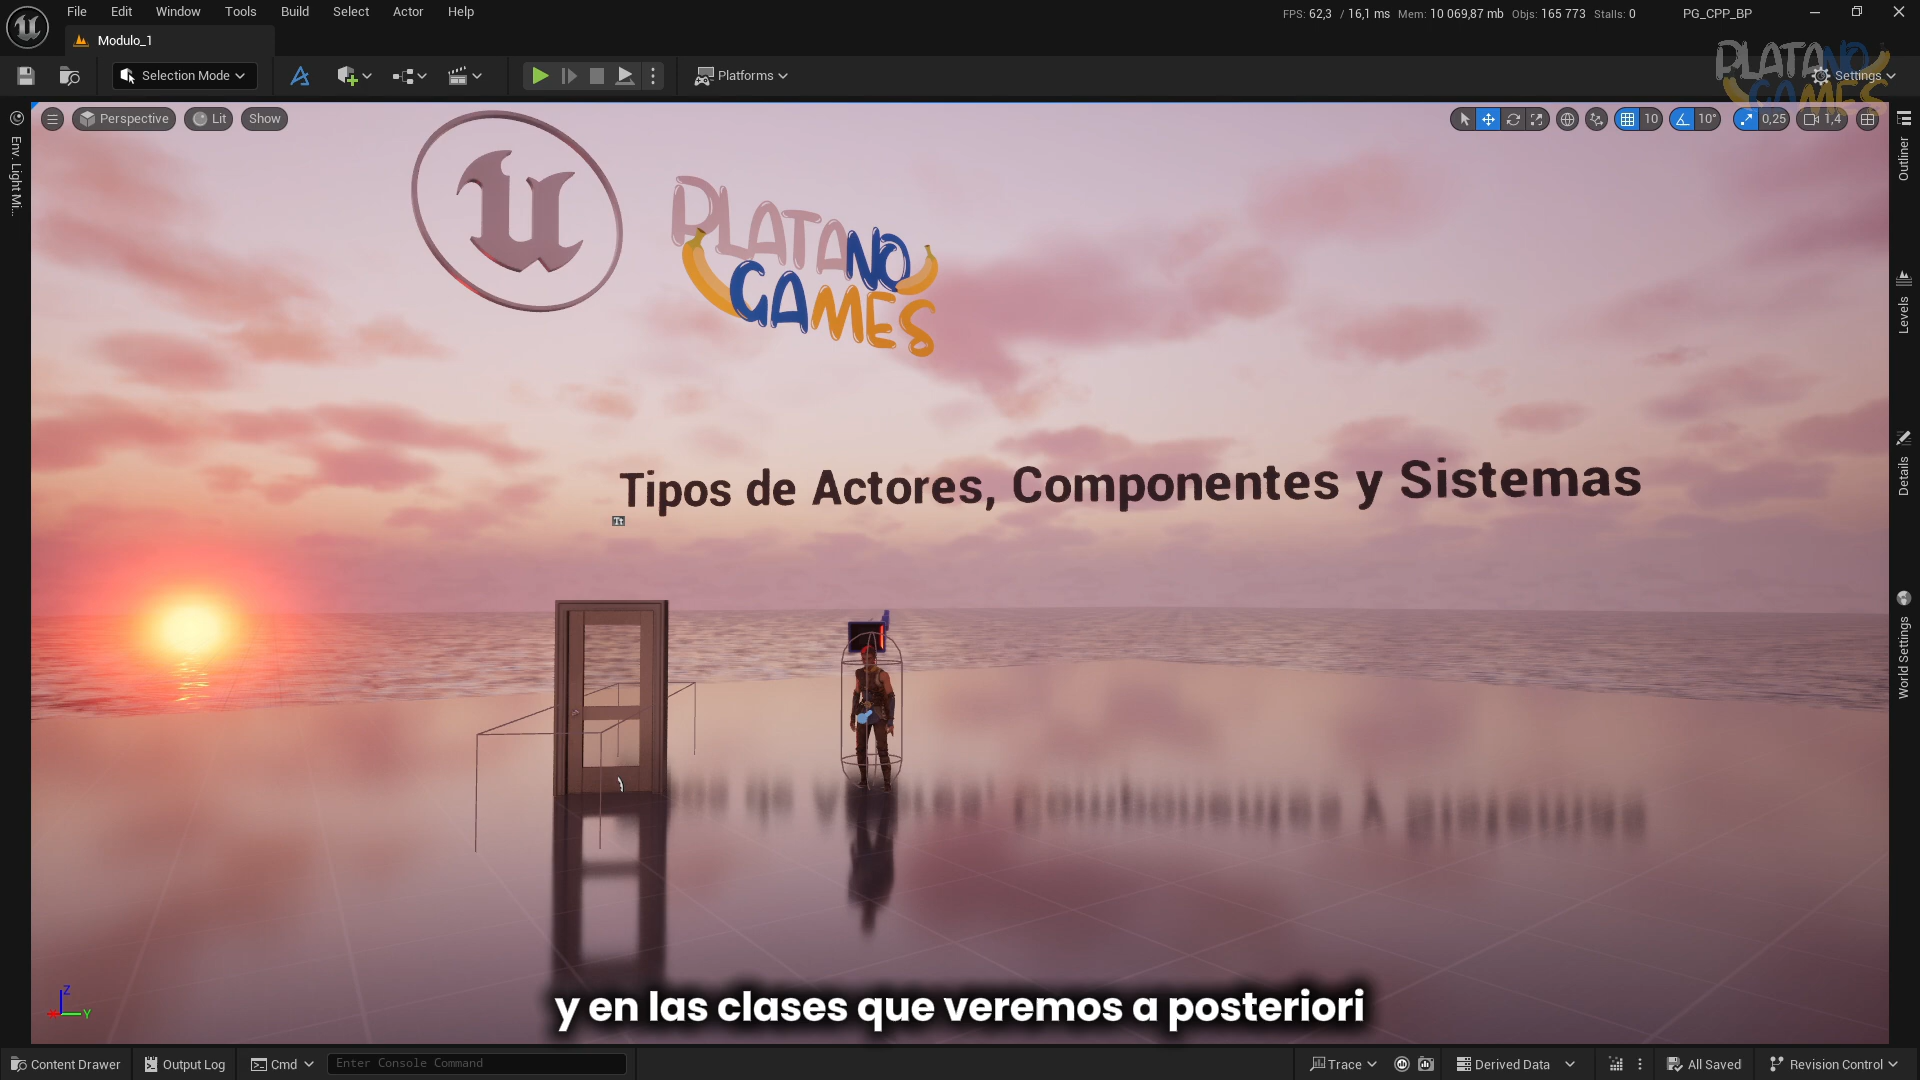 File Edit Window Tools Build Select Actor Help
FPS: 62,3 / 16,1 ms Mem: 10 069,87 mb Objs: 165 773 Stalls: 0 PG_CPP_BP
Modulo_1
Selection Mode
Platforms
Settings
PLATANO
GAMES
Perspective Lit Show
10 10° 0,25 1,4
Env. Light Mi...
Outliner
Levels
Details
World Settings
PLATANO
GAMES
Tipos de Actores, Componentes y Sistemas
Tt
Z
Y
y en las clases que veremos a posteriori
Content Drawer Output Log Cmd Enter Console Command Trace Derived Data All Saved Revision Control